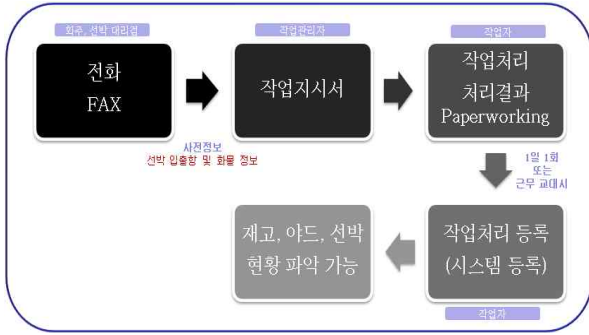 화주, 선박 대리점
전화
FAX
작업관리자
작업지시서
작업자
작업처리
처리결과
Paperworking
사전정보
선박 입출항 및 화물 정보
1일 1회
또는
근무 교대시
재고, 야드, 선박
현황 파악 가능
작업처리 등록
(시스템 등록)
작업자